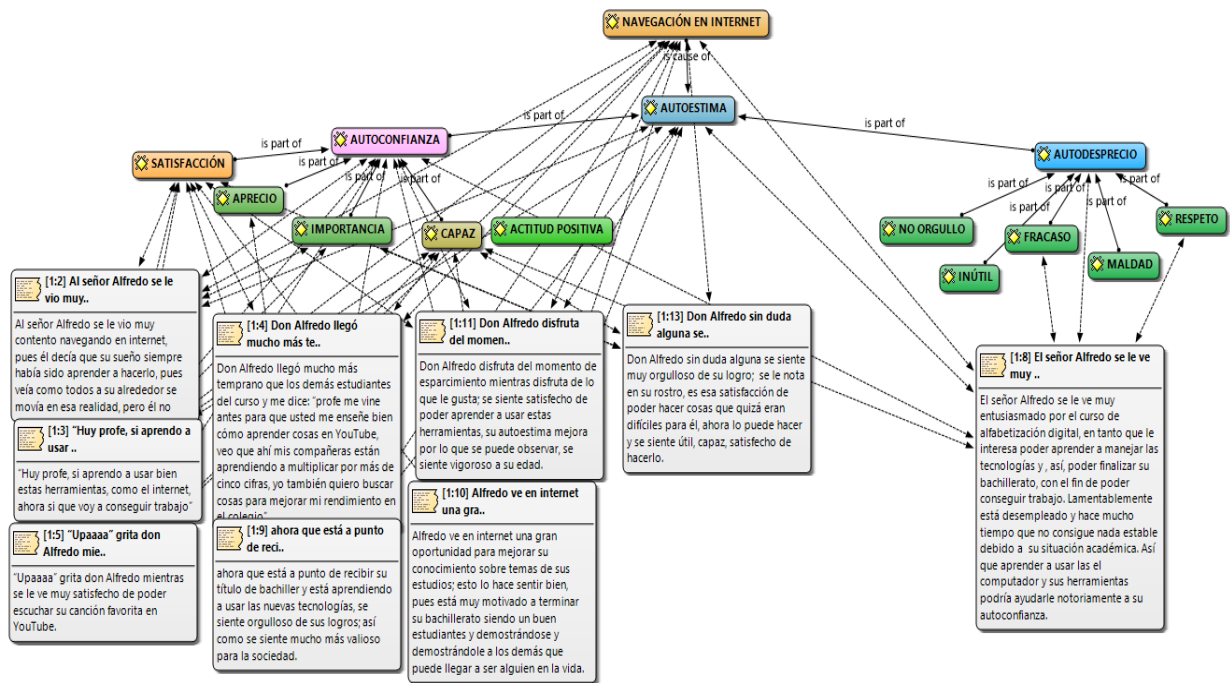 NAVEGACIÓN EN INTERNET
is cause of
AUTOESTIMA
is part of
is part of
AUTOCONFIANZA
is part of
AUTODESPRECIO
SATISFACCIÓN
is part of
is part of
is part of
is part of
is part of
is part of
APRECIO
IMPORTANCIA
CAPAZ
ACTITUD POSITIVA
NO ORGULLO
FRACASO
RESPETO
INÚTIL
MALDAD
[1:2] Al señor Alfredo se le
vio muy..
Al señor Alfredo se le vio muy
contento navegando en internet,
pues él decía que su sueño siempre
había sido aprender a hacerlo, pues
veía como todos a su alrededor se
movía en esa realidad, pero él no
[1:3] "Huy profe, si aprendo a
usar ..
"Huy profe, si aprendo a usar bien
estas herramientas, como el internet,
ahora si que voy a conseguir trabajo"
[1:5] "Upaaaa" grita don
Alfredo mie..
"Upaaaa" grita don Alfredo mientras
se le ve muy satisfecho de poder
escuchar su canción favorita en
YouTube.
[1:4] Don Alfredo llegó
mucho más te..
Don Alfredo llegó mucho más
temprano que los demás estudiantes
del curso y me dice: "profe me vine
antes para que usted me enseñe bien
cómo aprender cosas en YouTube,
veo que ahí mis compañeras están
aprendiendo a multiplicar por más de
cinco cifras, yo también quiero buscar
cosas para mejorar mi rendimiento en
el colegio"
[1:9] ahora que está a punto
de reci..
ahora que está a punto de recibir su
título de bachiller y está aprendiendo
a usar las nuevas tecnologías, se
siente orgulloso de sus logros; así
como se siente mucho más valioso
para la sociedad.
[1:11] Don Alfredo disfruta
del momen..
Don Alfredo disfruta del momento de
esparcimiento mientras disfruta de lo
que le gusta; se siente satisfecho de
poder aprender a usar estas
herramientas, su autoestima mejora
por lo que se puede observar, se
siente vigoroso a su edad.
[1:10] Alfredo ve en internet
una gra..
Alfredo ve en internet una gran
oportunidad para mejorar su
conocimiento sobre temas de sus
estudios; esto lo hace sentir bien,
pues está muy motivado a terminar
su bachillerato siendo un buen
estudiantes y demostrándose y
demostrándole a los demás que
puede llegar a ser alguien en la vida.
[1:13] Don Alfredo sin duda
alguna se..
Don Alfredo sin duda alguna se siente
muy orgulloso de su logro; se le nota
en su rostro, es esa satisfacción de
poder hacer cosas que quizá eran
difíciles para él, ahora lo puede hacer
y se siente útil, capaz, satisfecho de
hacerlo.
[1:8] El señor Alfredo se le ve
muy ..
El señor Alfredo se le ve muy
entusiasmado por el curso de
alfabetización digital, en tanto que le
interesa poder aprender a manejar las
tecnologías y , así, poder finalizar su
bachillerato, con el fin de poder
conseguir trabajo. Lamentablemente
está desempleado y hace mucho
tiempo que no consigue nada estable
debido a su situación académica. Así
que aprender a usar las el
computador y sus herramientas
podría ayudarle notoriamente a su
autoconfianza.